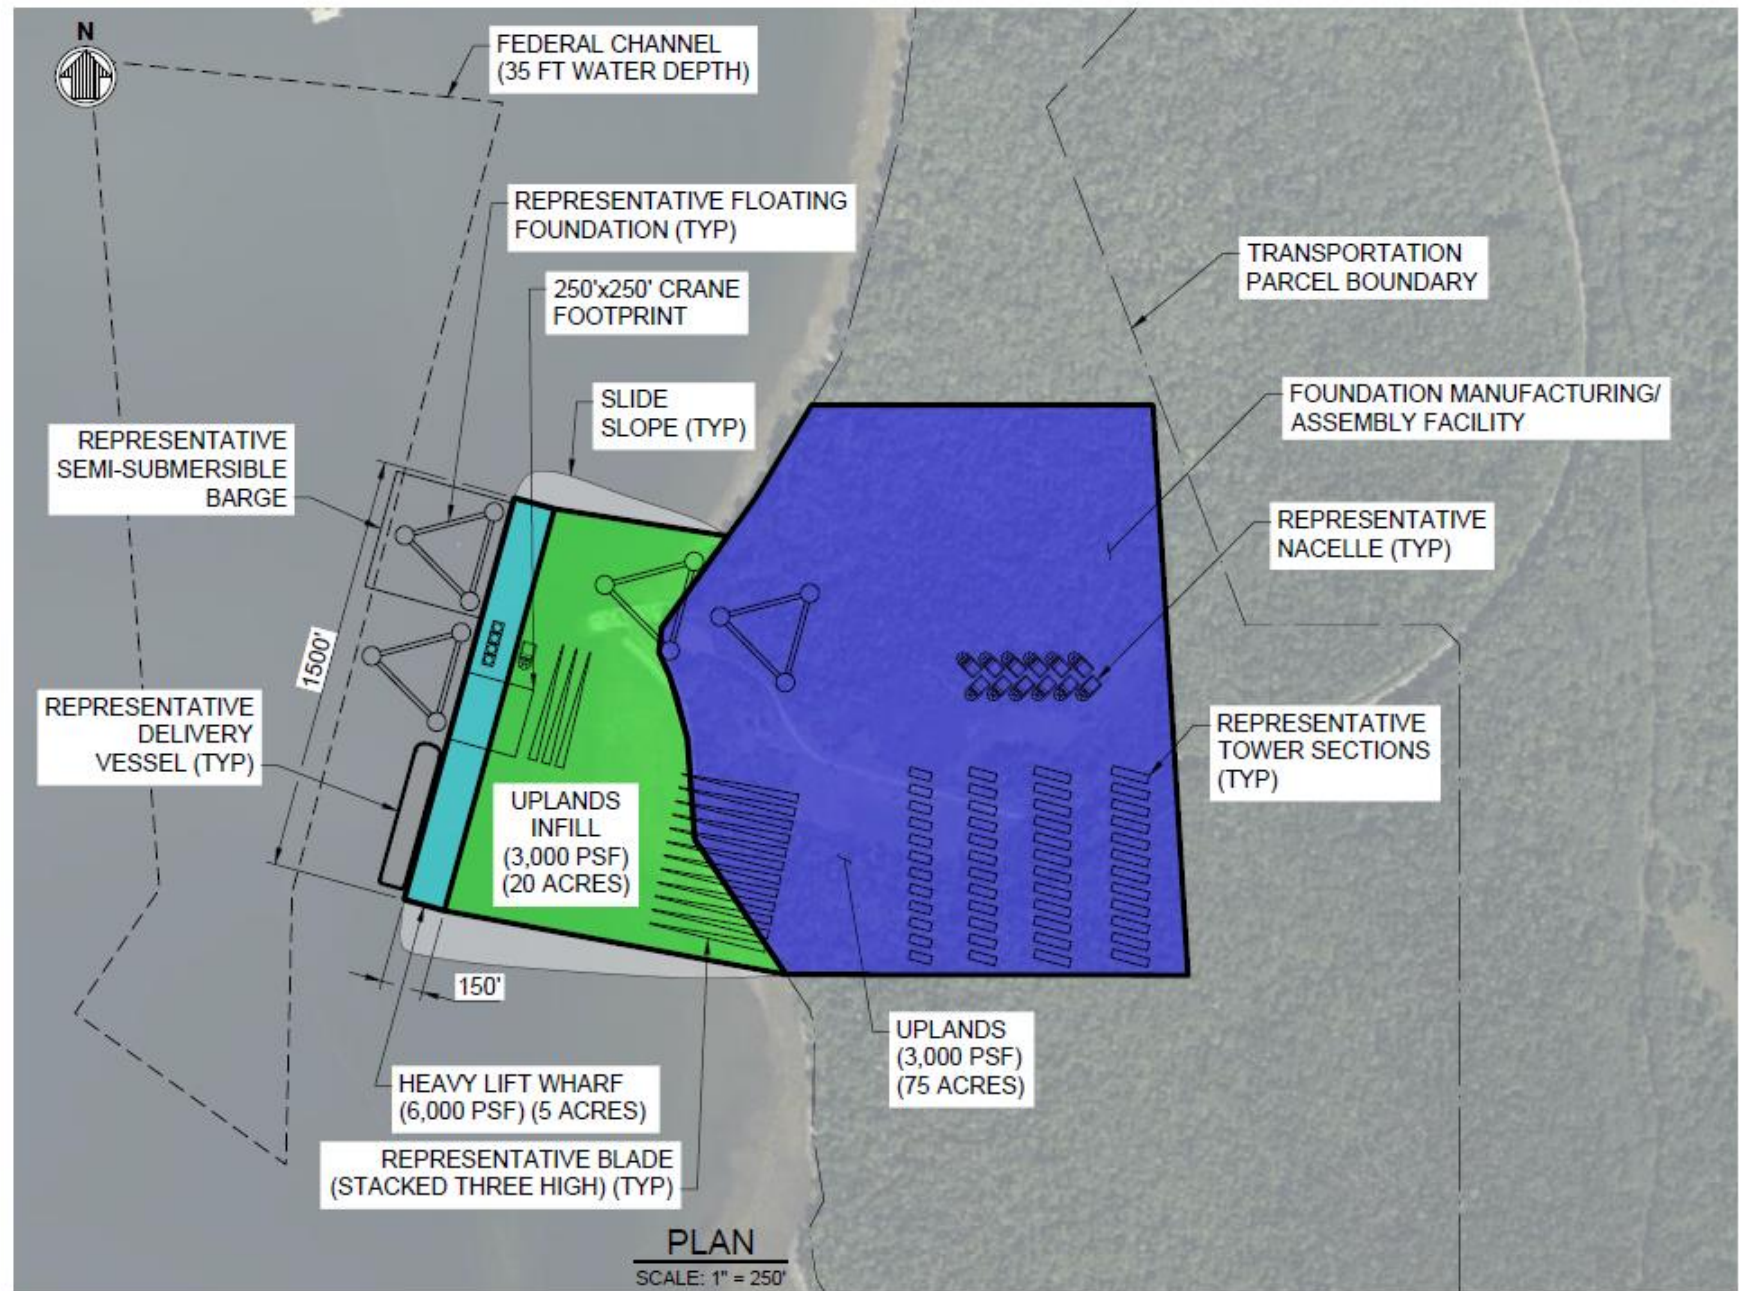 N
FEDERAL CHANNEL
(35 FT WATER DEPTH)
REPRESENTATIVE FLOATING
FOUNDATION (TYP)
250'x250' CRANE
FOOTPRINT
TRANSPORTATION
PARCEL BOUNDARY
SLIDE
SLOPE (TYP)
FOUNDATION MANUFACTURING/
ASSEMBLY FACILITY
REPRESENTATIVE
SEMI-SUBMERSIBLE
BARGE
REPRESENTATIVE
NACELLE (TYP)
1500'
REPRESENTATIVE
DELIVERY
VESSEL (TYP)
REPRESENTATIVE
TOWER SECTIONS
(TYP)
UPLANDS
INFILL
(3,000 PSF)
(20 ACRES)
150'
UPLANDS
(3,000 PSF)
(75 ACRES)
HEAVY LIFT WHARF
(6,000 PSF) (5 ACRES)
REPRESENTATIVE BLADE
(STACKED THREE HIGH) (TYP)
PLAN
SCALE: 1" = 250'